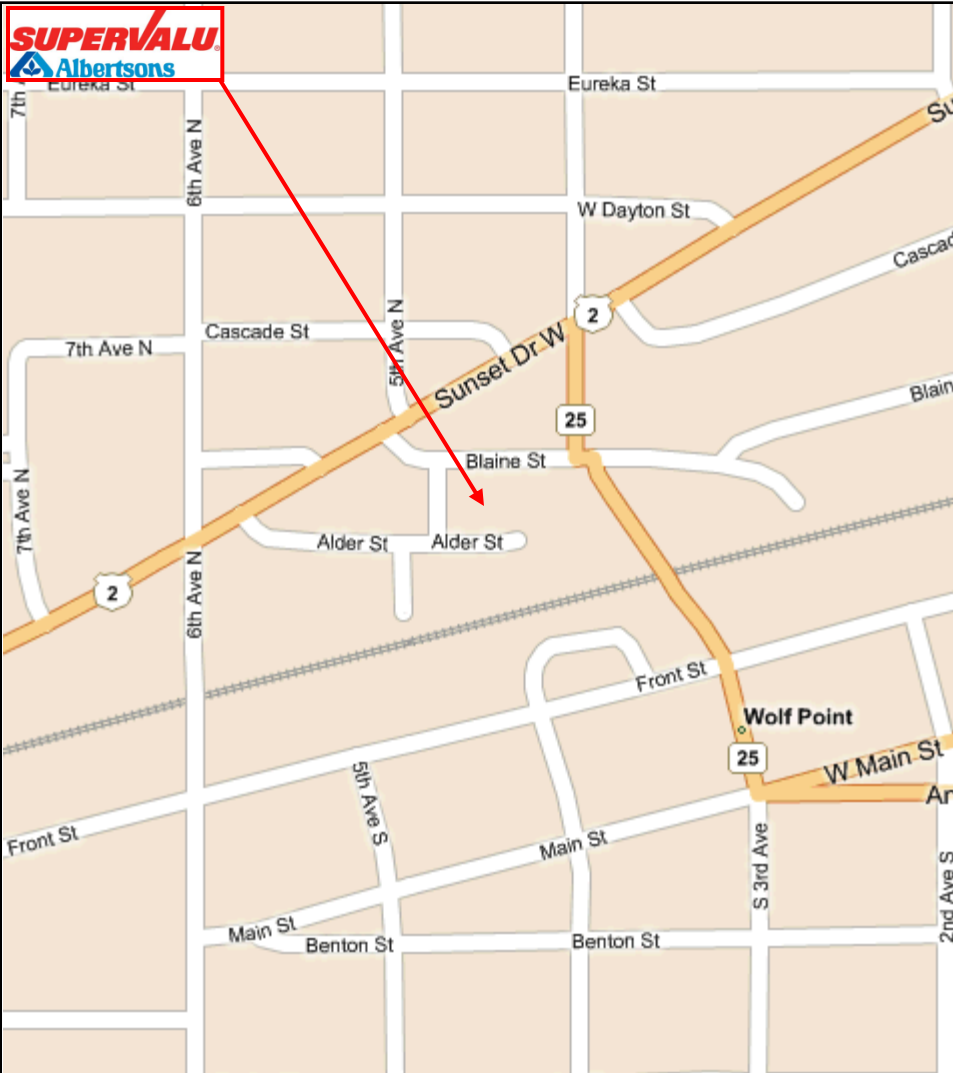 SUPERVALU®
Albertsons
Eureka St
Eureka St
7th A
6th Ave N
W Dayton St
Su
Cascad
5th Ave N
Cascade St
7th Ave N
2
Sunset Dr W
25
Blain
Blaine St
7th Ave N
Alder St
Alder St
2
6th Ave N
Front St
Wolf Point
25
W Main St
An
5th Ave S
Front St
Main St
S 3rd Ave
2nd Ave S
Main St
Benton St
Benton St